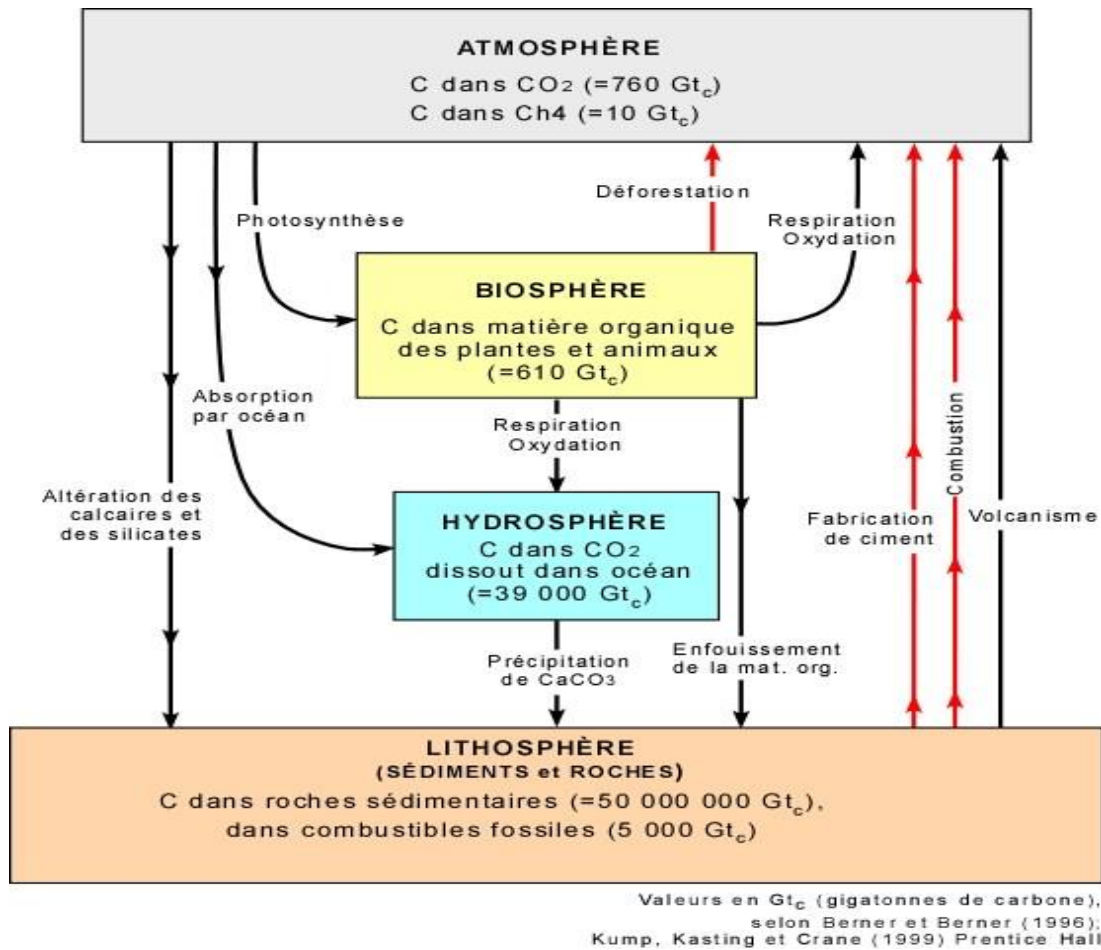 ATMOSPHÈRE
C dans CO2 (=760 Gtc)
C dans Ch4 (=10 Gtc)
Déforestation
Photosynthèse
Respiration
Oxydation
BIOSPHÈRE
C dans matière organique
des plantes et animaux
(=610 Gtc)
Absorption
par océan
Respiration
Oxydation
Combustion
Altération des
calcaires et
des silicates
HYDROSPHÈRE
C dans CO2
dissout dans océan
(=39 000 Gtc)
Fabrication
de ciment
Volcanisme
Précipitation
de CaCO3
Enfouissement
de la mat. org.
LITHOSPHÈRE
(SÉDIMENTS et ROCHES)
C dans roches sédimentaires (=50 000 000 Gtc),
dans combustibles fossiles (5 000 Gtc)
Valeurs en Gtc (gigatonnes de carbone),
selon Berner et Berner (1996);
Kump, Kasting et Crane (1999) Prentice Hall